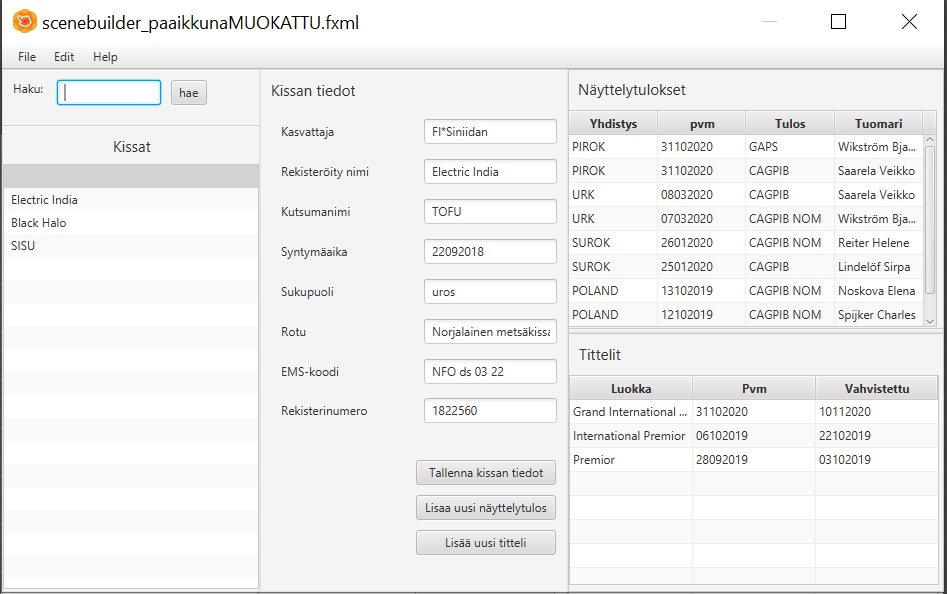 scenebuilder_paaikkunaMUOKATTU.fxml
File Edit Help
Haku: hae
Kissat
Electric India
Black Halo
SISU
Kissan tiedot
Kasvattaja FI*Siniidan
Rekisteröity nimi Electric India
Kutsumanimi TOFU
Syntymäaika 22092018
Sukupuoli uros
Rotu Norjalainen metsäkissa
EMS-koodi NFO ds 03 22
Rekisterinumero 1822560
Tallenna kissan tiedot
Lisaa uusi näyttelytulos
Lisää uusi titteli
Näyttelytulokset
Yhdistys pvm Tulos Tuomari
PIROK 31102020 GAPS Wikström Bja...
PIROK 31102020 CAGPIB Saarela Veikko
URK 08032020 CAGPIB Saarela Veikko
URK 07032020 CAGPIB NOM Wikström Bja...
SUROK 26012020 CAGPIB NOM Reiter Helene
SUROK 25012020 CAGPIB Lindelöf Sirpa
POLAND 13102019 CAGPIB NOM Noskova Elena
POLAND 12102019 CAGPIB NOM Spijker Charles
Tittelit
Luokka Pvm Vahvistettu
Grand International ... 31102020 10112020
International Premior 06102019 22102019
Premior 28092019 03102019